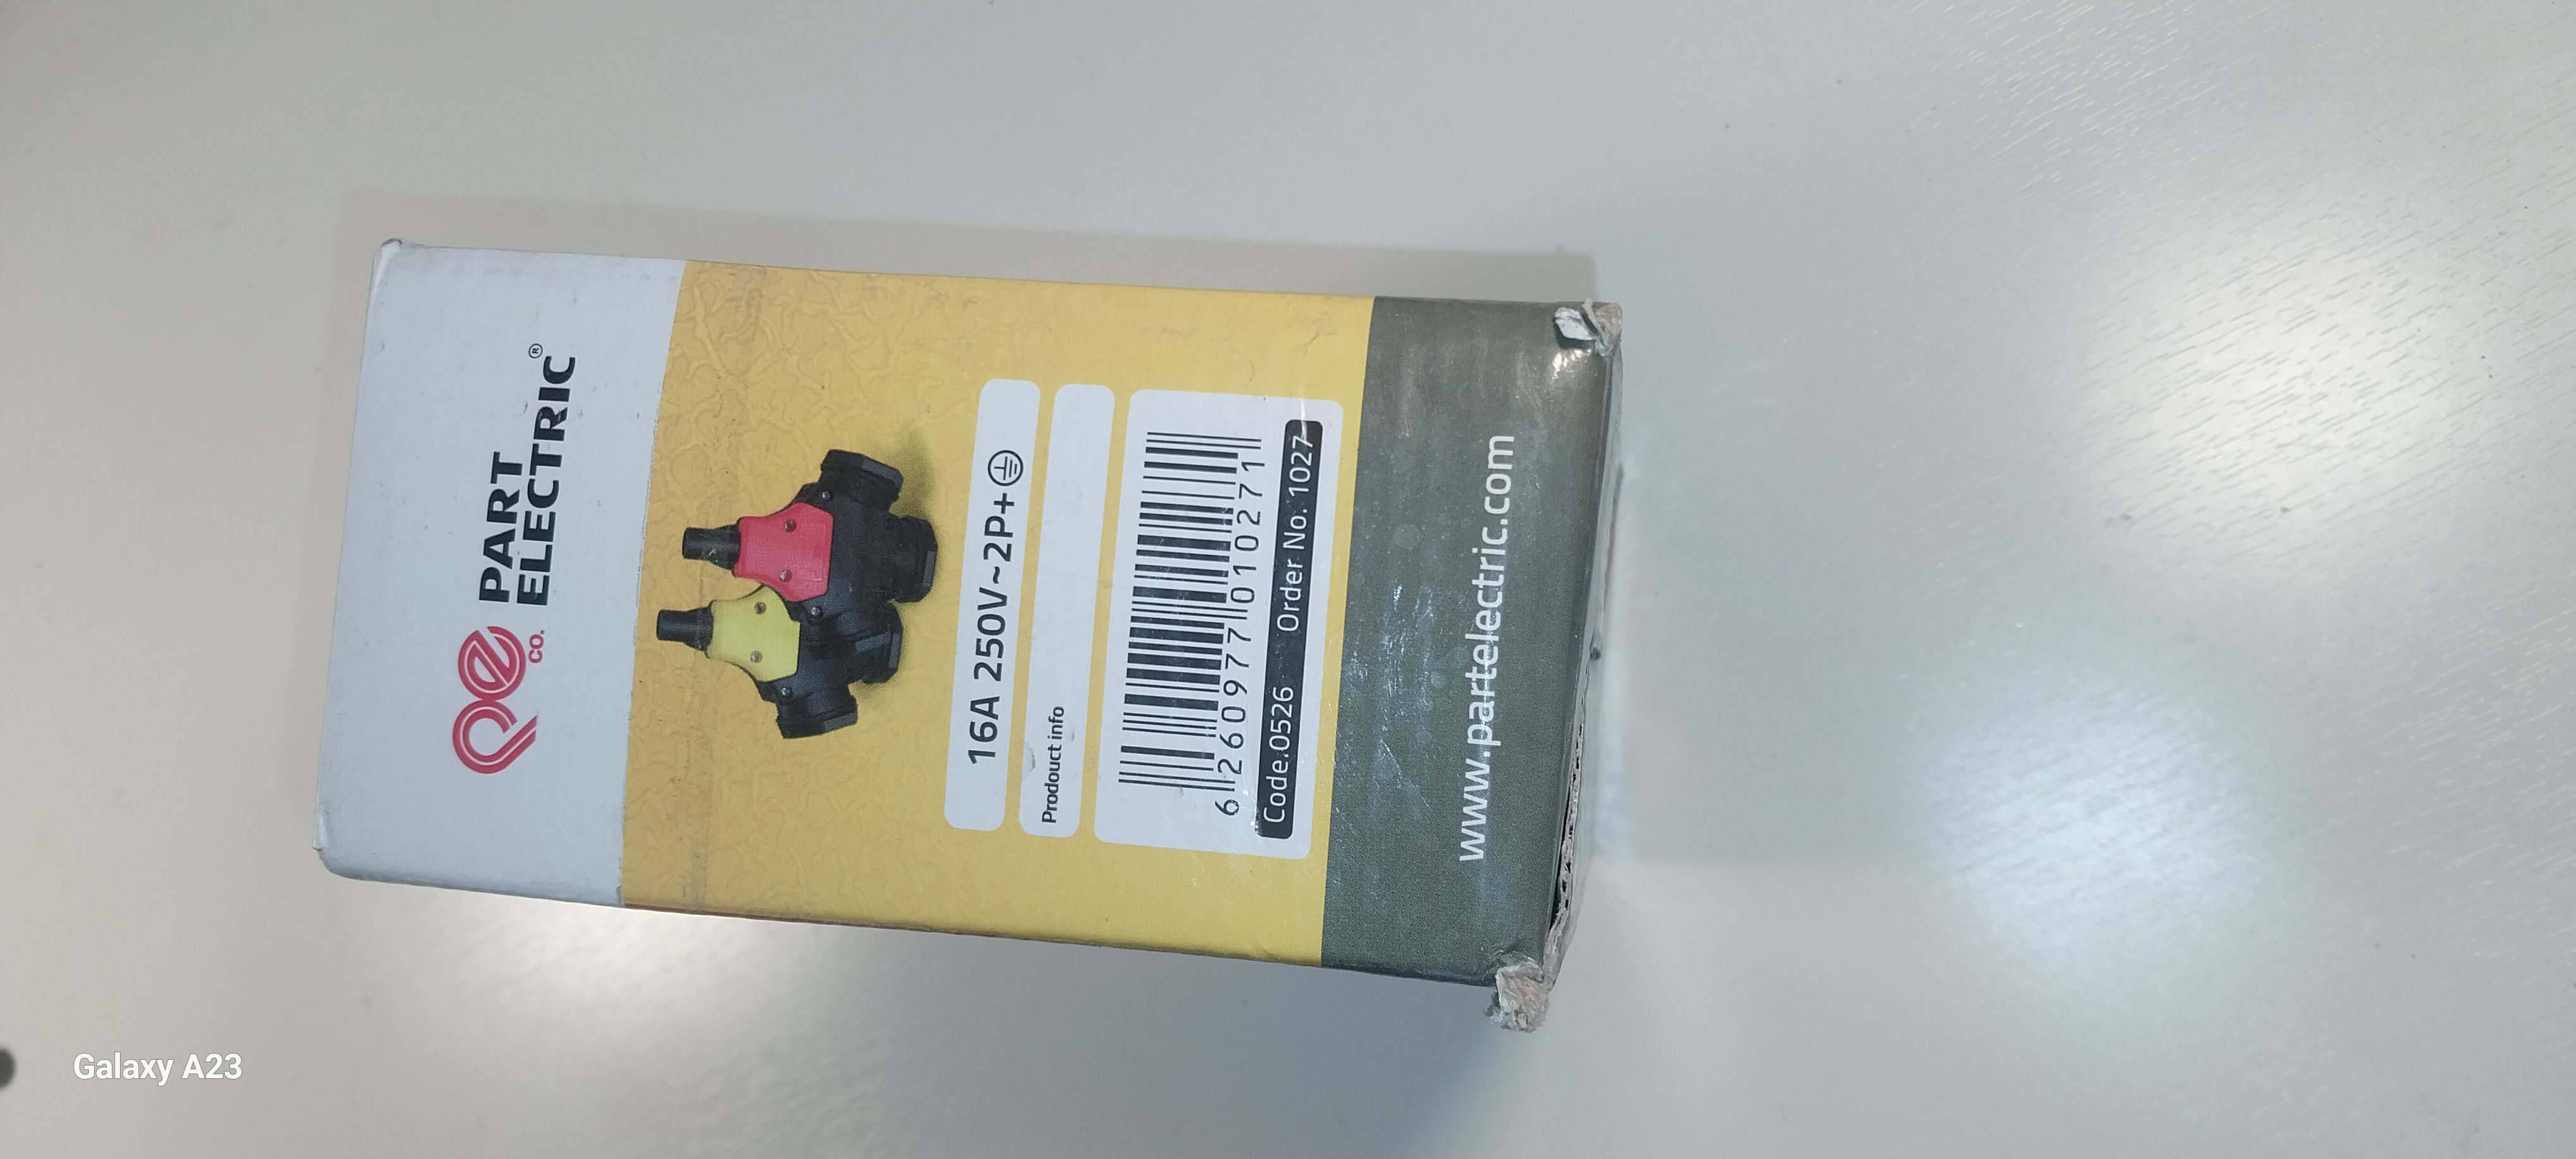 PART
ELECTRIC®
pe co.
16A 250V~2P+
Prodouct info
6 260977 010271
Code.0526 Order No. 1027
www.partelectric.com
Galaxy A23